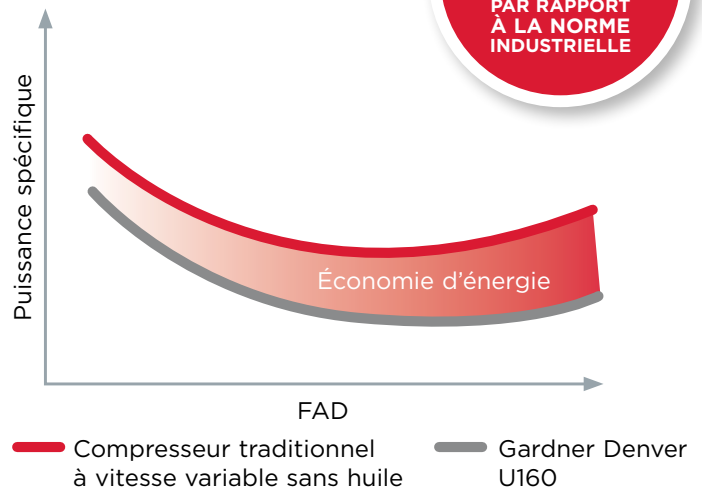 PAR RAPPORT
À LA NORME
INDUSTRIELLE
Puissance spécifique
Économie d'énergie
FAD
Compresseur traditionnel
à vitesse variable sans huile
Gardner Denver
U160